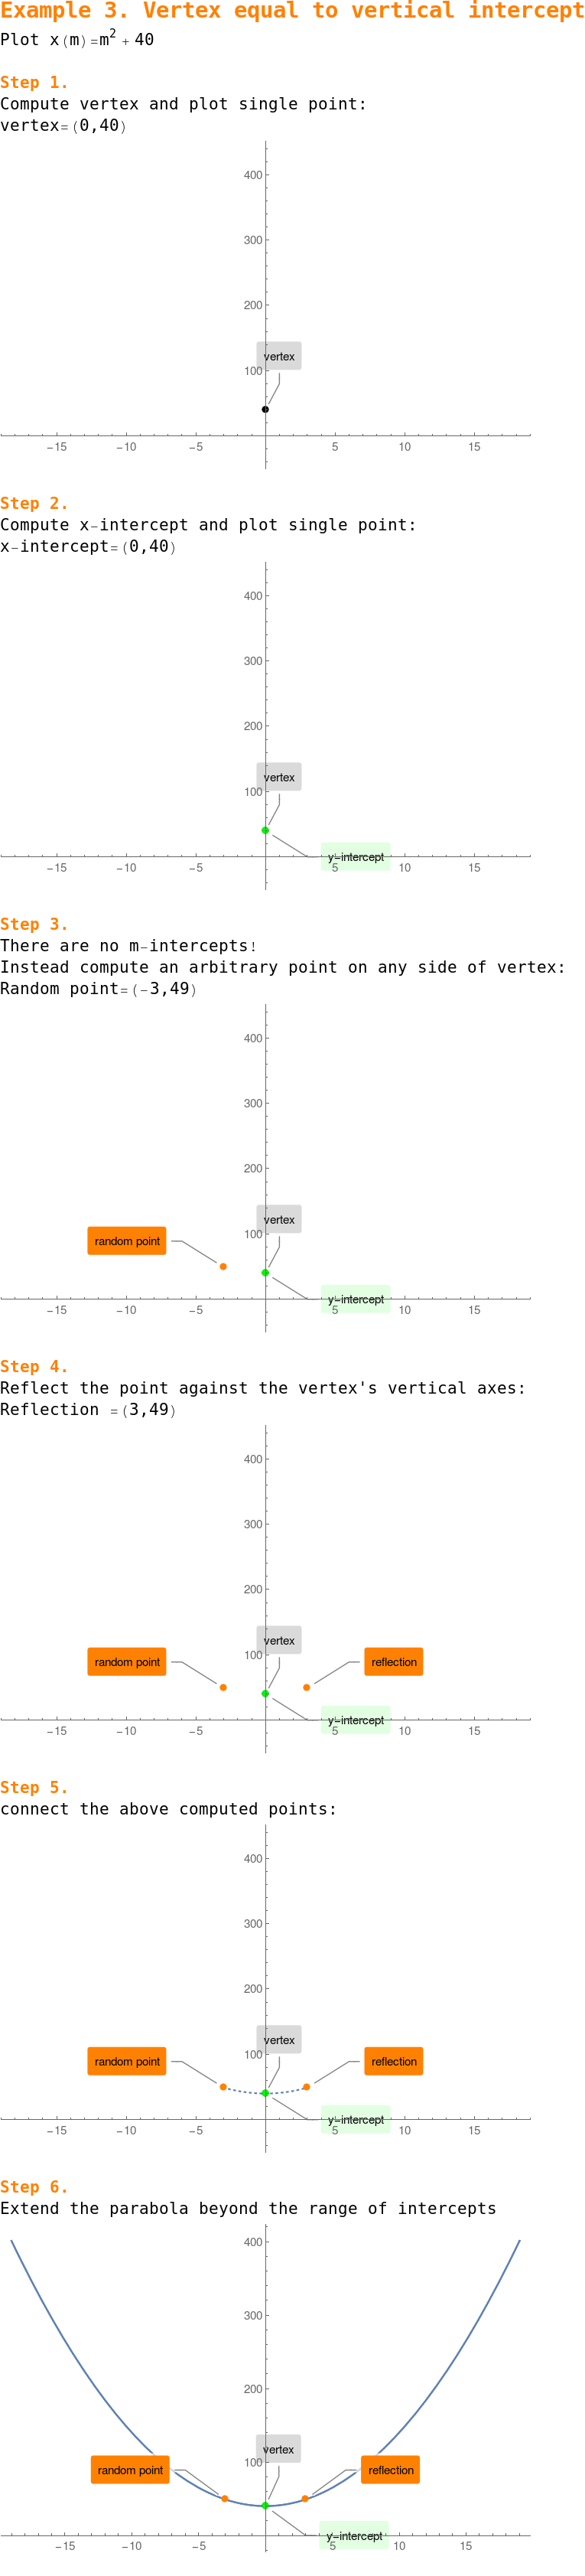 Example 3. Vertex equal to vertical intercept
Plot x(m)=m² + 40
Step 1.
Compute vertex and plot single point:
vertex=(0,40)
400
300
200
vertex
100
−15 −10 −5 5 10 15
Step 2.
Compute x-intercept and plot single point:
x-intercept=(0,40)
400
300
200
vertex
100
y-intercept
−15 −10 −5 5 10 15
Step 3.
There are no m-intercepts!
Instead compute an arbitrary point on any side of vertex:
Random point=(-3,49)
400
300
200
vertex
100
random point
y-intercept
−15 −10 −5 5 10 15
Step 4.
Reflect the point against the vertex's vertical axes:
Reflection =(3,49)
400
300
200
vertex
100
random point reflection
y-intercept
−15 −10 −5 5 10 15
Step 5.
connect the above computed points:
400
300
200
vertex
100
random point reflection
y-intercept
−15 −10 −5 5 10 15
Step 6.
Extend the parabola beyond the range of intercepts
400
300
200
vertex
100
random point reflection
y-intercept
−15 −10 −5 5 10 15